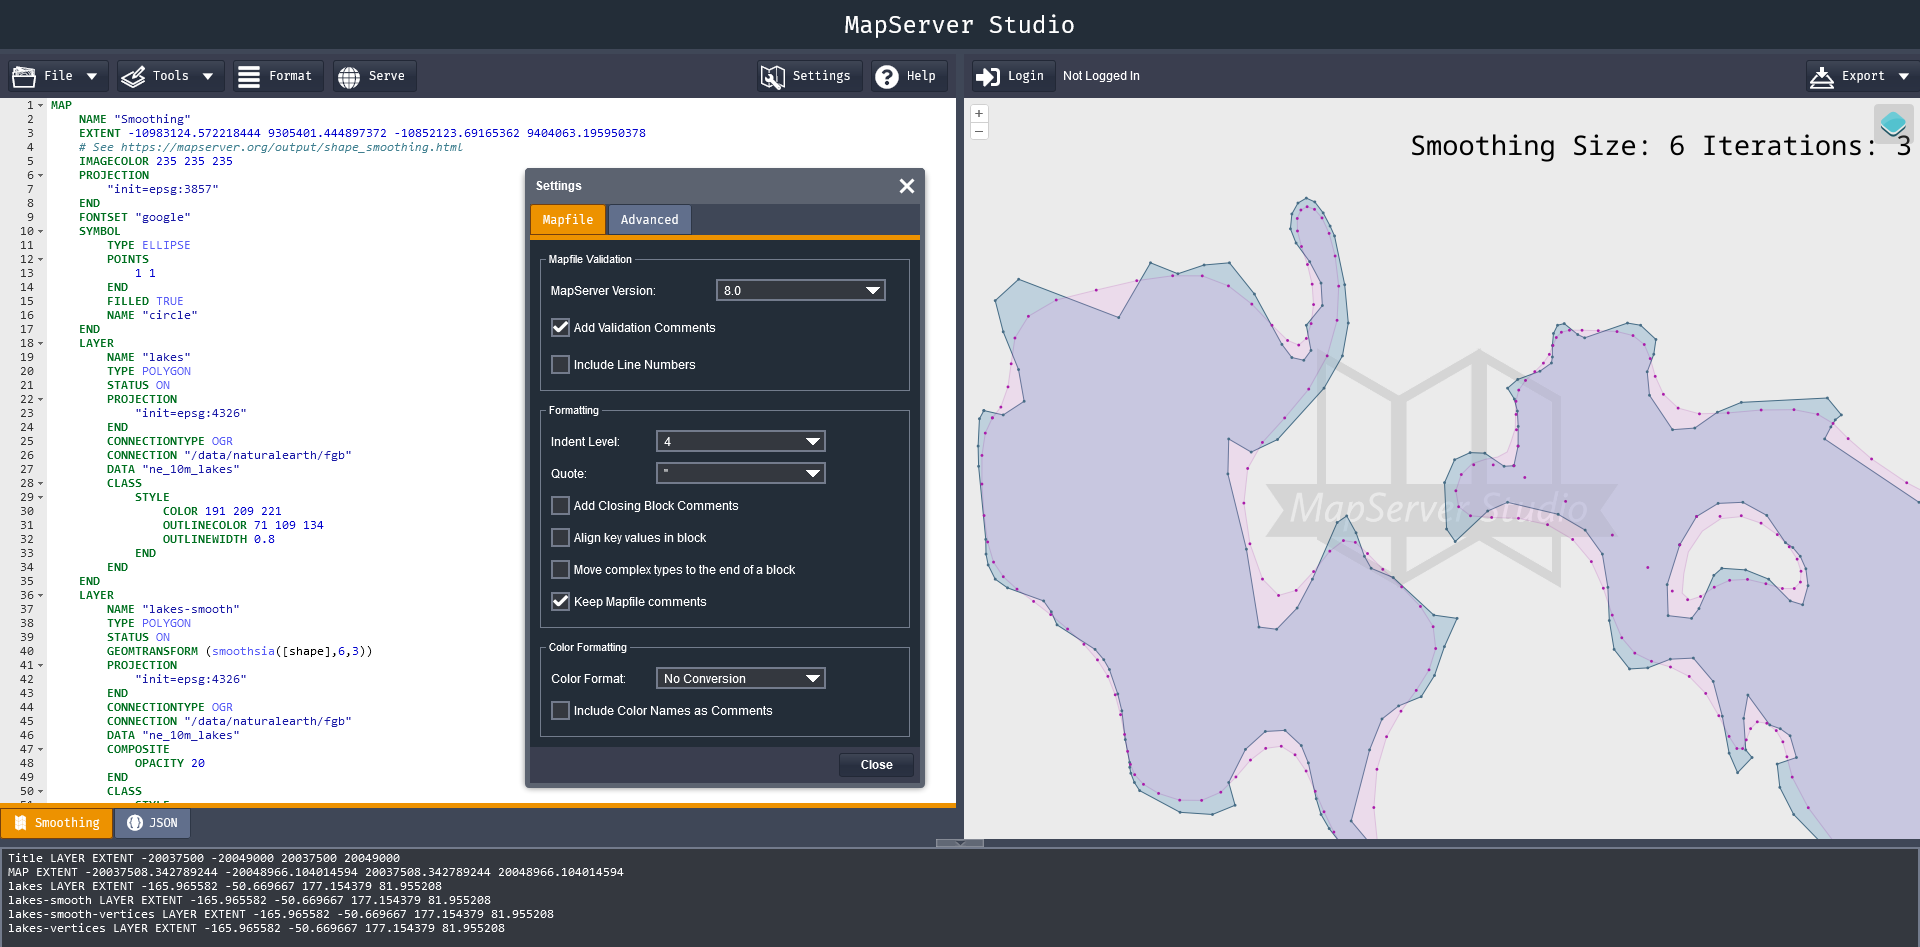 MapServer Studio
File
Tools
Format
Serve
Settings
Help
Login
Not Logged In
Export
1 MAP
2 NAME "Smoothing"
3 EXTENT -10983124.572218444 9305401.444897372 -10852123.69165362 9404063.195950378
4 # See https://mapserver.org/output/shape_smoothing.html
5 IMAGECOLOR 235 235 235
6 PROJECTION
7 "init=epsg:3857"
8 END
9 FONTSET "google"
10 SYMBOL
11 TYPE ELLIPSE
12 POINTS
13 1 1
14 END
15 FILLED TRUE
16 NAME "circle"
17 END
18 LAYER
19 NAME "lakes"
20 TYPE POLYGON
21 STATUS ON
22 PROJECTION
23 "init=epsg:4326"
24 END
25 CONNECTIONTYPE OGR
26 CONNECTION "/data/naturalearth/fgb"
27 DATA "ne_10m_lakes"
28 CLASS
29 STYLE
30 COLOR 191 209 221
31 OUTLINECOLOR 71 109 134
32 OUTLINEWIDTH 0.8
33 END
34 END
35 END
36 LAYER
37 NAME "lakes-smooth"
38 TYPE POLYGON
39 STATUS ON
40 GEOMTRANSFORM (smoothsia([shape],6,3))
41 PROJECTION
42 "init=epsg:4326"
43 END
44 CONNECTIONTYPE OGR
45 CONNECTION "/data/naturalearth/fgb"
46 DATA "ne_10m_lakes"
47 COMPOSITE
48 OPACITY 20
49 END
50 CLASS
Settings
Mapfile
Advanced
Mapfile Validation
MapServer Version: 8.0
Add Validation Comments
Include Line Numbers
Formatting
Indent Level: 4
Quote: "
Add Closing Block Comments
Align key values in block
Move complex types to the end of a block
Keep Mapfile comments
Color Formatting
Color Format: No Conversion
Include Color Names as Comments
Close
+
−
Smoothing Size: 6 Iterations: 3
MapServer Studio
Smoothing
JSON
Title LAYER EXTENT -20037500 -20049000 20037500 20049000
MAP EXTENT -20037508.342789244 -20048966.104014594 20037508.342789244 20048966.104014594
lakes LAYER EXTENT -165.965582 -50.669667 177.154379 81.955208
lakes-smooth LAYER EXTENT -165.965582 -50.669667 177.154379 81.955208
lakes-smooth-vertices LAYER EXTENT -165.965582 -50.669667 177.154379 81.955208
lakes-vertices LAYER EXTENT -165.965582 -50.669667 177.154379 81.955208